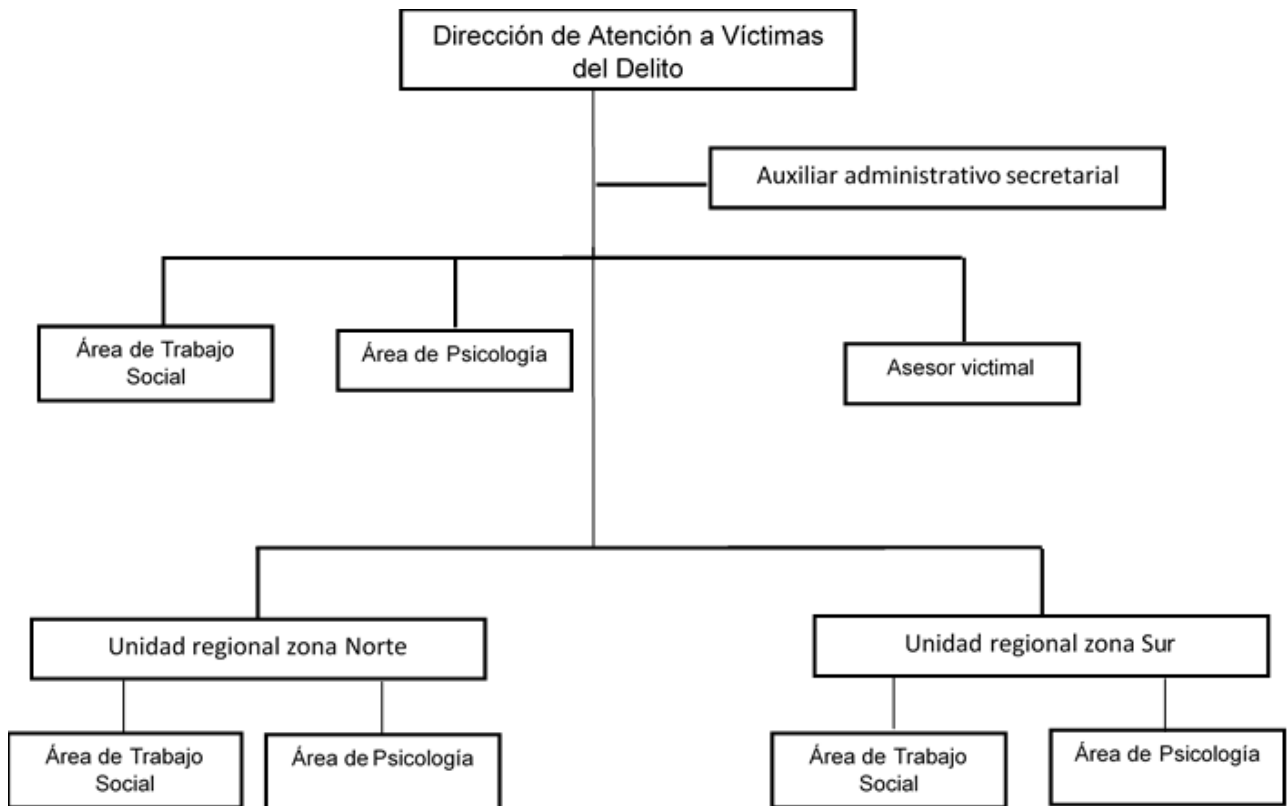 Dirección de Atención a Víctimas
del Delito
Auxiliar administrativo secretarial
Área de Trabajo
Social
Área de Psicología
Asesor victimal
Unidad regional zona Norte
Unidad regional zona Sur
Área de Trabajo
Social
Área de Psicología
Área de Trabajo
Social
Área de Psicología